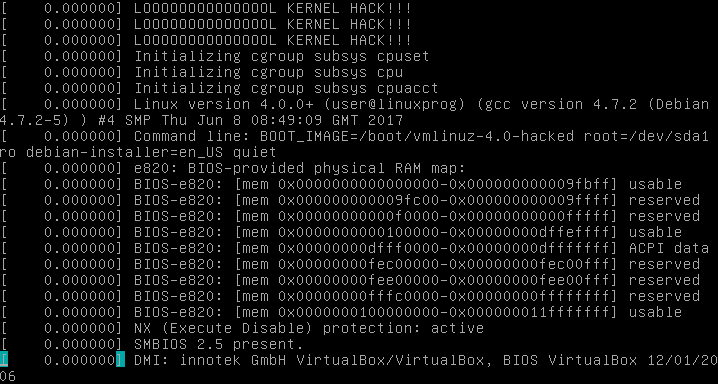 [    0.000000] LOOOOOOOOOOOOOOOL KERNEL HACK!!!
[    0.000000] LOOOOOOOOOOOOOOOL KERNEL HACK!!!
[    0.000000] LOOOOOOOOOOOOOOOL KERNEL HACK!!!
[    0.000000] Initializing cgroup subsys cpuset
[    0.000000] Initializing cgroup subsys cpu
[    0.000000] Initializing cgroup subsys cpuacct
[    0.000000] Linux version 4.0.0+ (user@linuxprog) (gcc version 4.7.2 (Debian
4.7.2-5) ) #4 SMP Thu Jun 8 08:49:09 GMT 2017
[    0.000000] Command line: BOOT_IMAGE=/boot/vmlinuz-4.0-hacked root=/dev/sda1
ro debian-installer=en_US quiet
[    0.000000] e820: BIOS-provided physical RAM map:
[    0.000000] BIOS-e820: [mem 0x0000000000000000-0x000000000009fbff] usable
[    0.000000] BIOS-e820: [mem 0x000000000009fc00-0x000000000009ffff] reserved
[    0.000000] BIOS-e820: [mem 0x00000000000f0000-0x00000000000fffff] reserved
[    0.000000] BIOS-e820: [mem 0x0000000000100000-0x00000000dffeffff] usable
[    0.000000] BIOS-e820: [mem 0x00000000dfff0000-0x00000000dfffffff] ACPI data
[    0.000000] BIOS-e820: [mem 0x00000000fec00000-0x00000000fec00fff] reserved
[    0.000000] BIOS-e820: [mem 0x00000000fee00000-0x00000000fee00fff] reserved
[    0.000000] BIOS-e820: [mem 0x00000000fffc0000-0x00000000ffffffff] reserved
[    0.000000] BIOS-e820: [mem 0x0000000100000000-0x000000011fffffff] usable
[    0.000000] NX (Execute Disable) protection: active
[    0.000000] SMBIOS 2.5 present.
[    0.000000] DMI: innotek GmbH VirtualBox/VirtualBox, BIOS VirtualBox 12/01/20
06